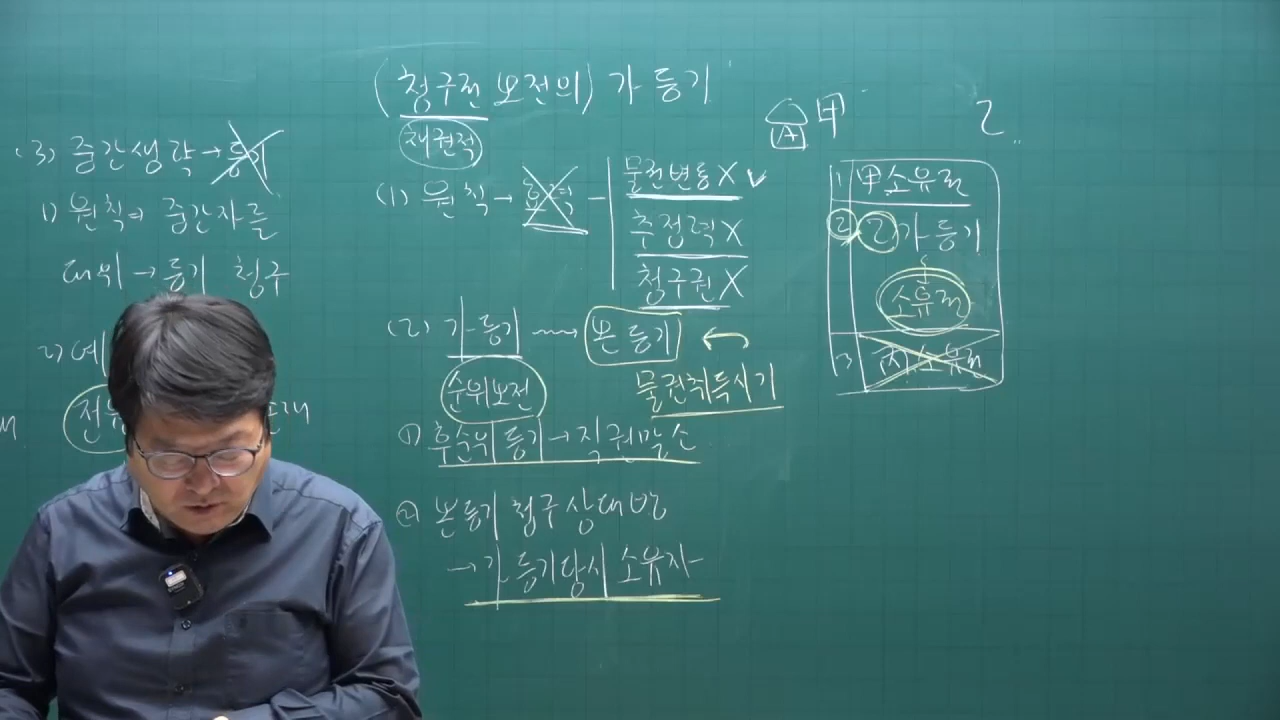 (3) 중간생략→등기
1) 원칙⇒ 중간자를
대위→등기 청구
2) 예
전
(청구권 보전의) 가등기
채권적
(1) 원칙→효력
물권변동 X ✓
추정력 X
청구권 X
(2) 가등기 → 본등기 ←
순위보전
물권취득시기
① 후순위 등기→직권말소
② 본등기 청구 상대방
→가등기당시 소유자
A 甲 乙
1 甲소유권
② 乙가등기
소유권
3 丙소유권